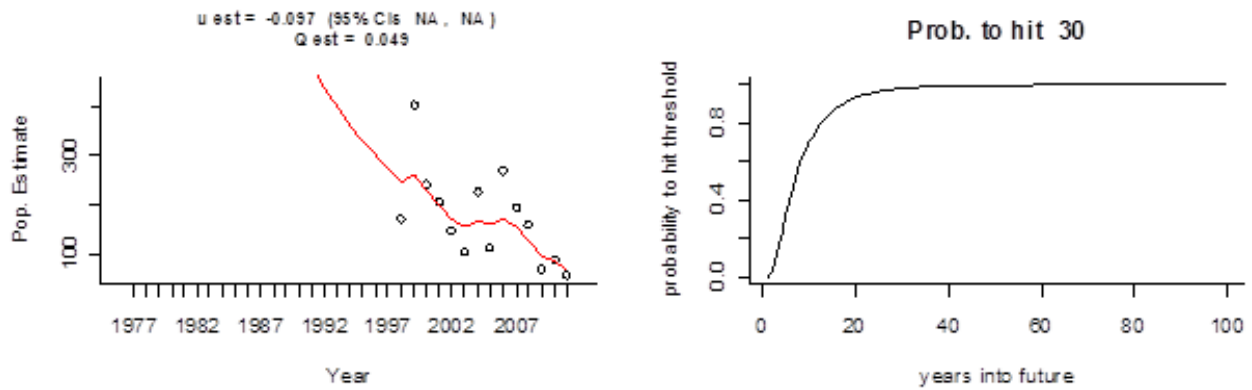 u est = -0.097 (95% CIs NA, NA)
Q est = 0.049
Pop. Estimate
300
100
1977 1982 1987 1992 1997 2002 2007
Year
Prob. to hit 30
probability to hit threshold
0.8
0.4
0.0
0 20 40 60 80 100
years into future